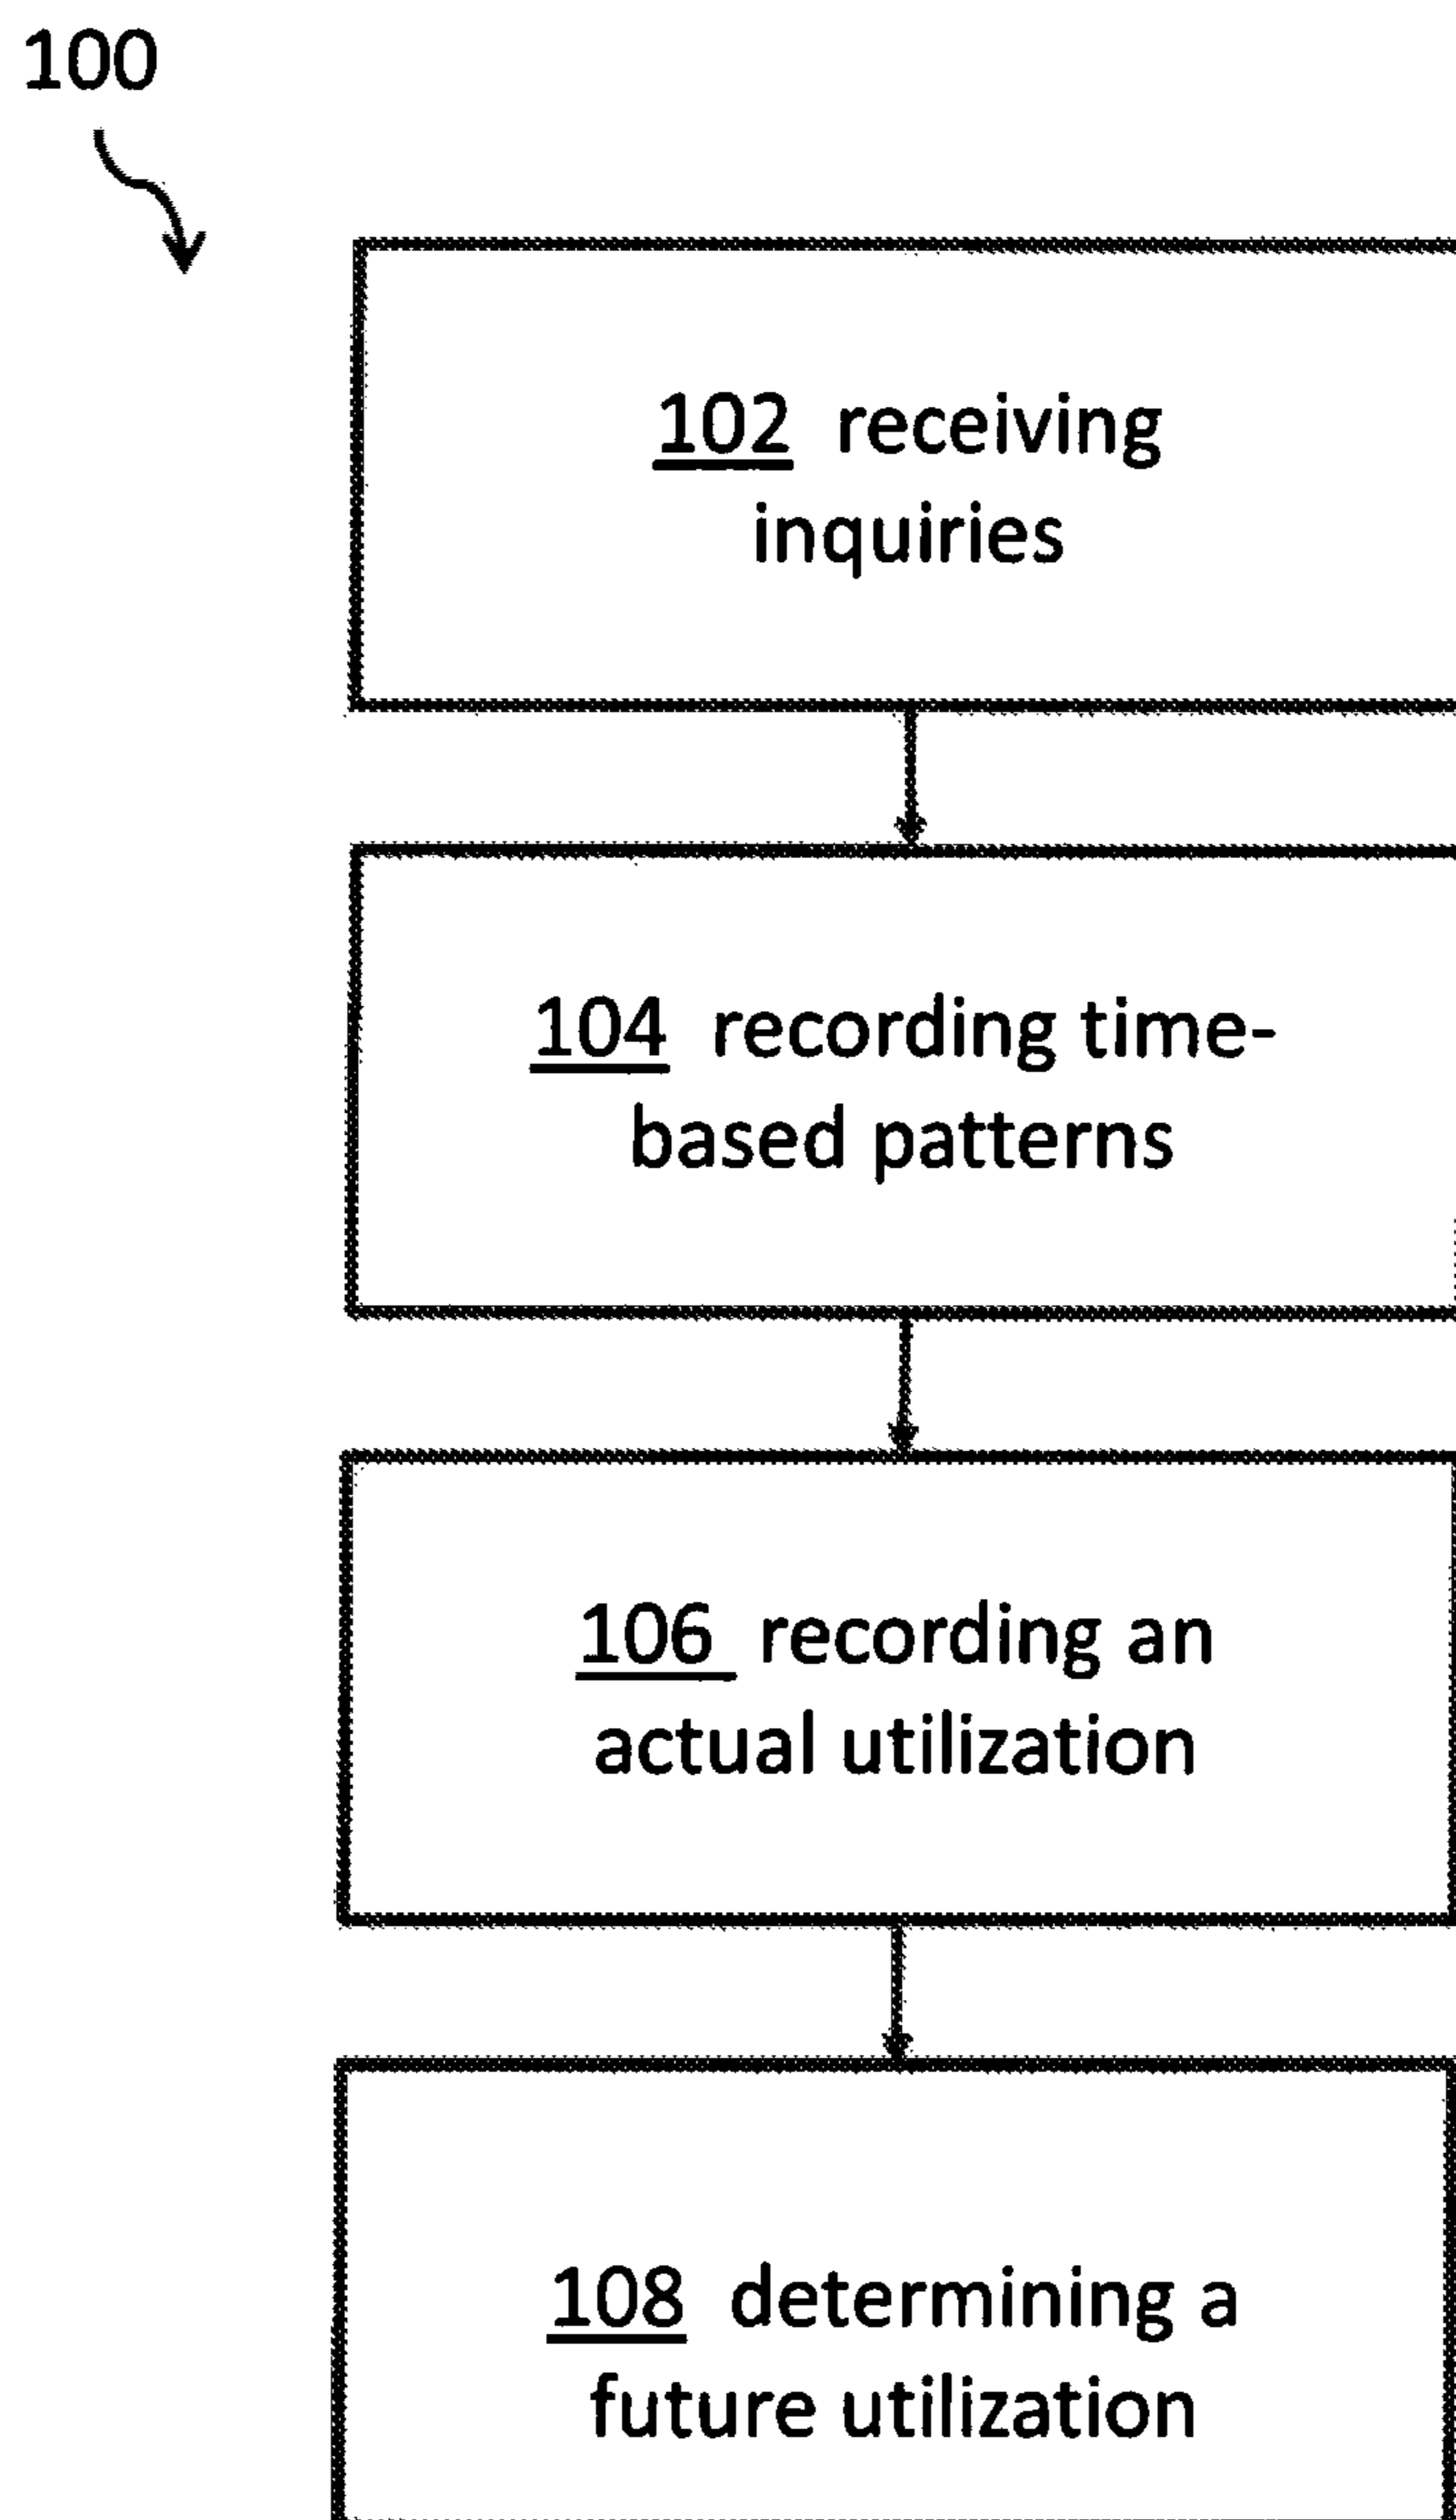 100
102 receiving
inquiries
104 recording time-
based patterns
106 recording an
actual utilization
108 determining a
future utilization